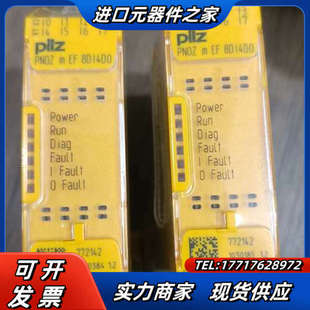 进口元器件之家
pilz
PNOZ m EF 8DI4DO
Power
Run
Diag
Fault
I Fault
O Fault
772142
pilz
PNOZ m EF 8DI4DO
Power
Run
Diag
Fault
I Fault
O Fault
772142
可开
发票
TEL:17717628972
实力商家 现货供应